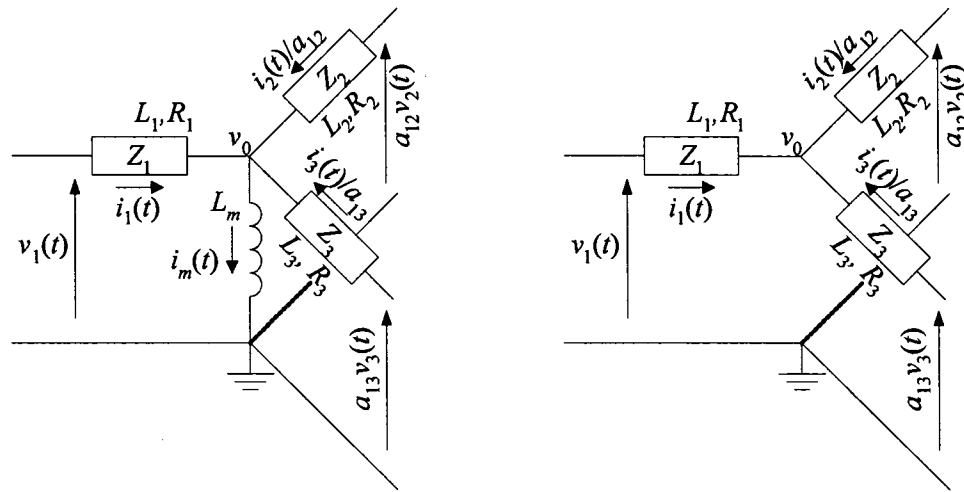 i₂(t)/a₁₂
Z₂
L₂, R₂
a₁₂v₂(t)
L₁, R₁
Z₁
i₁(t)
v₀
i₃(t)/a₁₃
Z₃
L₃, R₃
Lₘ
iₘ(t)
v₁(t)
a₁₃v₃(t)
i₂(t)/a₁₂
Z₂
L₂, R₂
a₁₂v₂(t)
L₁, R₁
Z₁
i₁(t)
v₀
i₃(t)/a₁₃
Z₃
L₃, R₃
v₁(t)
a₁₃v₃(t)